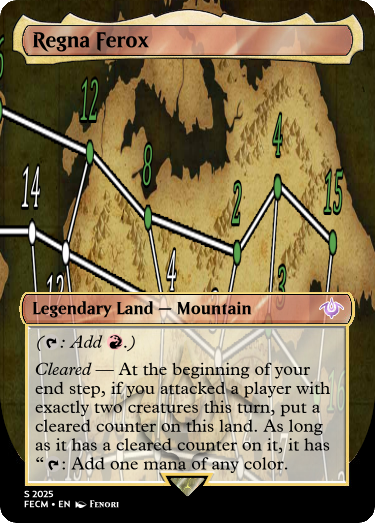 Regna Ferox
12
4
8
15
2
14
4
3
12
16
Legendary Land — Mountain
(T: Add R.)
Cleared — At the beginning of your
end step, if you attacked a player with
exactly two creatures this turn, put a
cleared counter on this land. As long
as it has a cleared counter on it, it has
“T: Add one mana of any color.
S 2025
FECM • EN Fenori